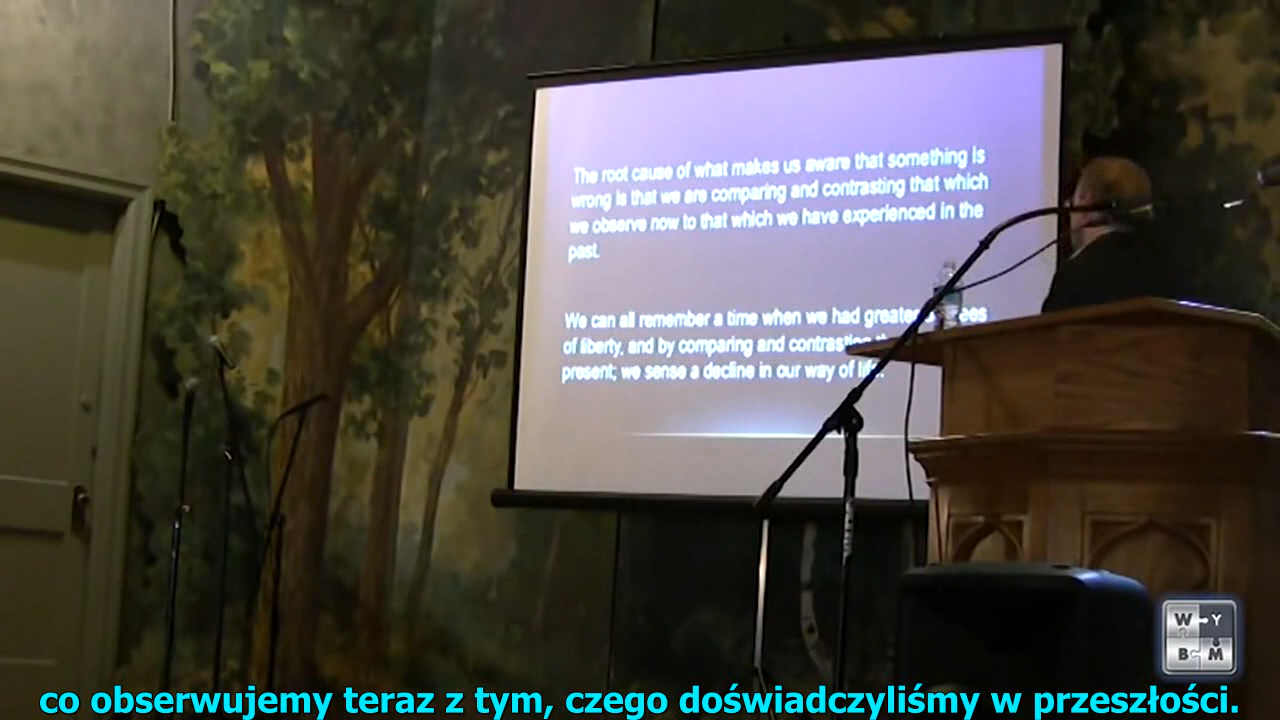 The root cause of what makes us aware that something is
wrong is that we are comparing and contrasting that which
we observe now to that which we have experienced in the
past.
We can all remember a time when we had greater
of liberty, and by comparing and contrasting
present; we sense a decline in our way of life.
W Y
B M
co obserwujemy teraz z tym, czego doświadczyliśmy w przeszłości.